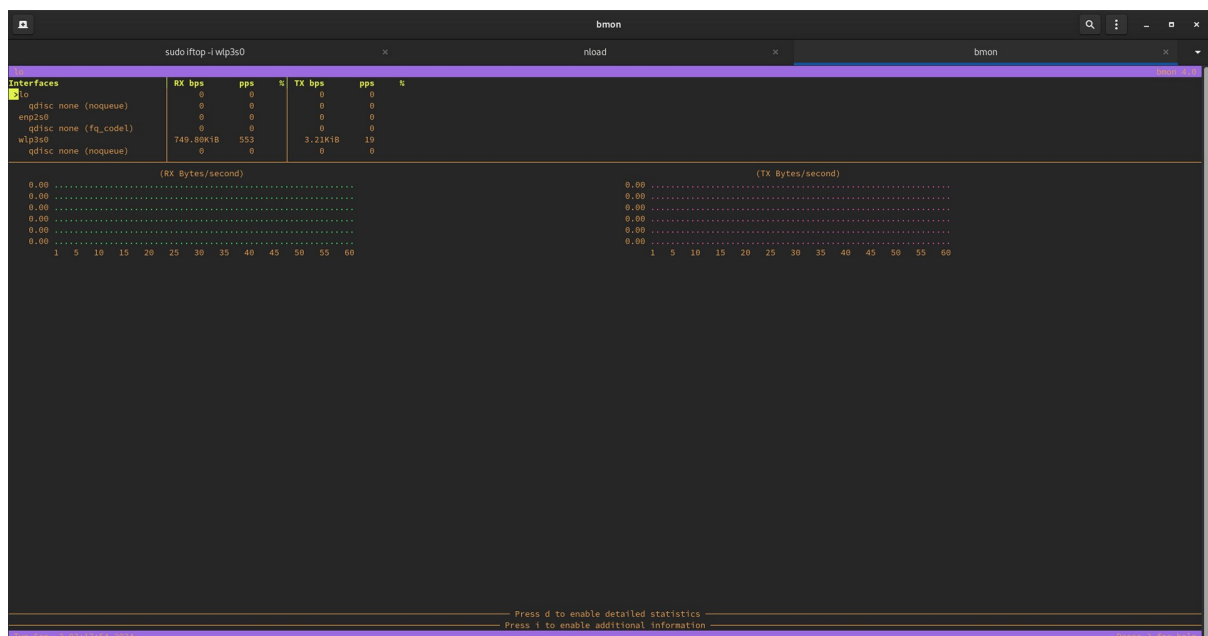 bmon
sudo iftop -i wlp3s0
nload
bmon
lo bmon 4.0
Interfaces RX bps pps % TX bps pps %
>lo 0 0 0 0
qdisc none (noqueue) 0 0 0 0
enp2s0 0 0 0 0
qdisc none (fq_codel) 0 0 0 0
wlp3s0 749.80KiB 553 3.21KiB 19
qdisc none (noqueue) 0 0 0 0
(RX Bytes/second)
0.00
0.00
0.00
0.00
0.00
0.00
1 5 10 15 20 25 30 35 40 45 50 55 60
(TX Bytes/second)
0.00
0.00
0.00
0.00
0.00
0.00
1 5 10 15 20 25 30 35 40 45 50 55 60
Press d to enable detailed statistics
Press i to enable additional information